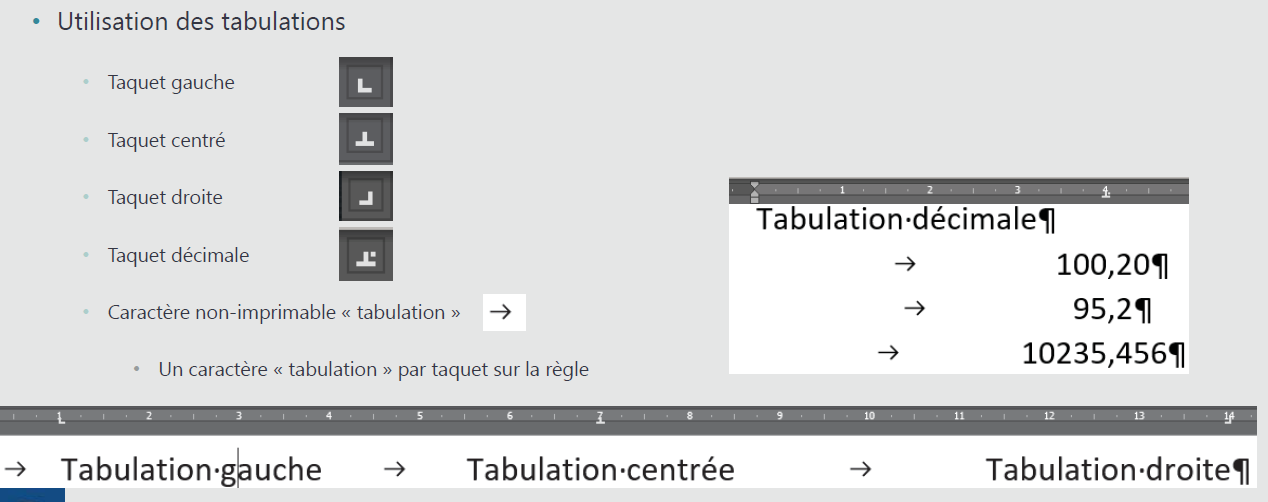 Utilisation des tabulations
Taquet gauche
Taquet centré
Taquet droite
Taquet décimale
Caractère non-imprimable « tabulation » →
Un caractère « tabulation » par taquet sur la règle
1 2 3 4
Tabulation·décimale¶
→ 100,20¶
→ 95,2¶
→ 10235,456¶
1 2 3 4 5 6 7 8 9 10 11 12 13 14
→ Tabulation·gauche → Tabulation·centrée → Tabulation·droite¶